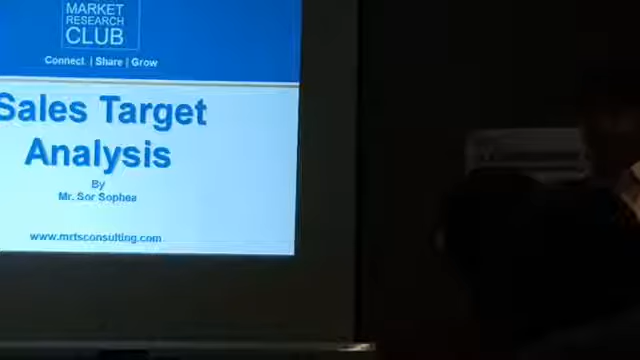 MARKET
RESEARCH
CLUB
Connect | Share | Grow
Sales Target
Analysis
By
Mr. Sor Sophea
www.mrtsconsulting.com